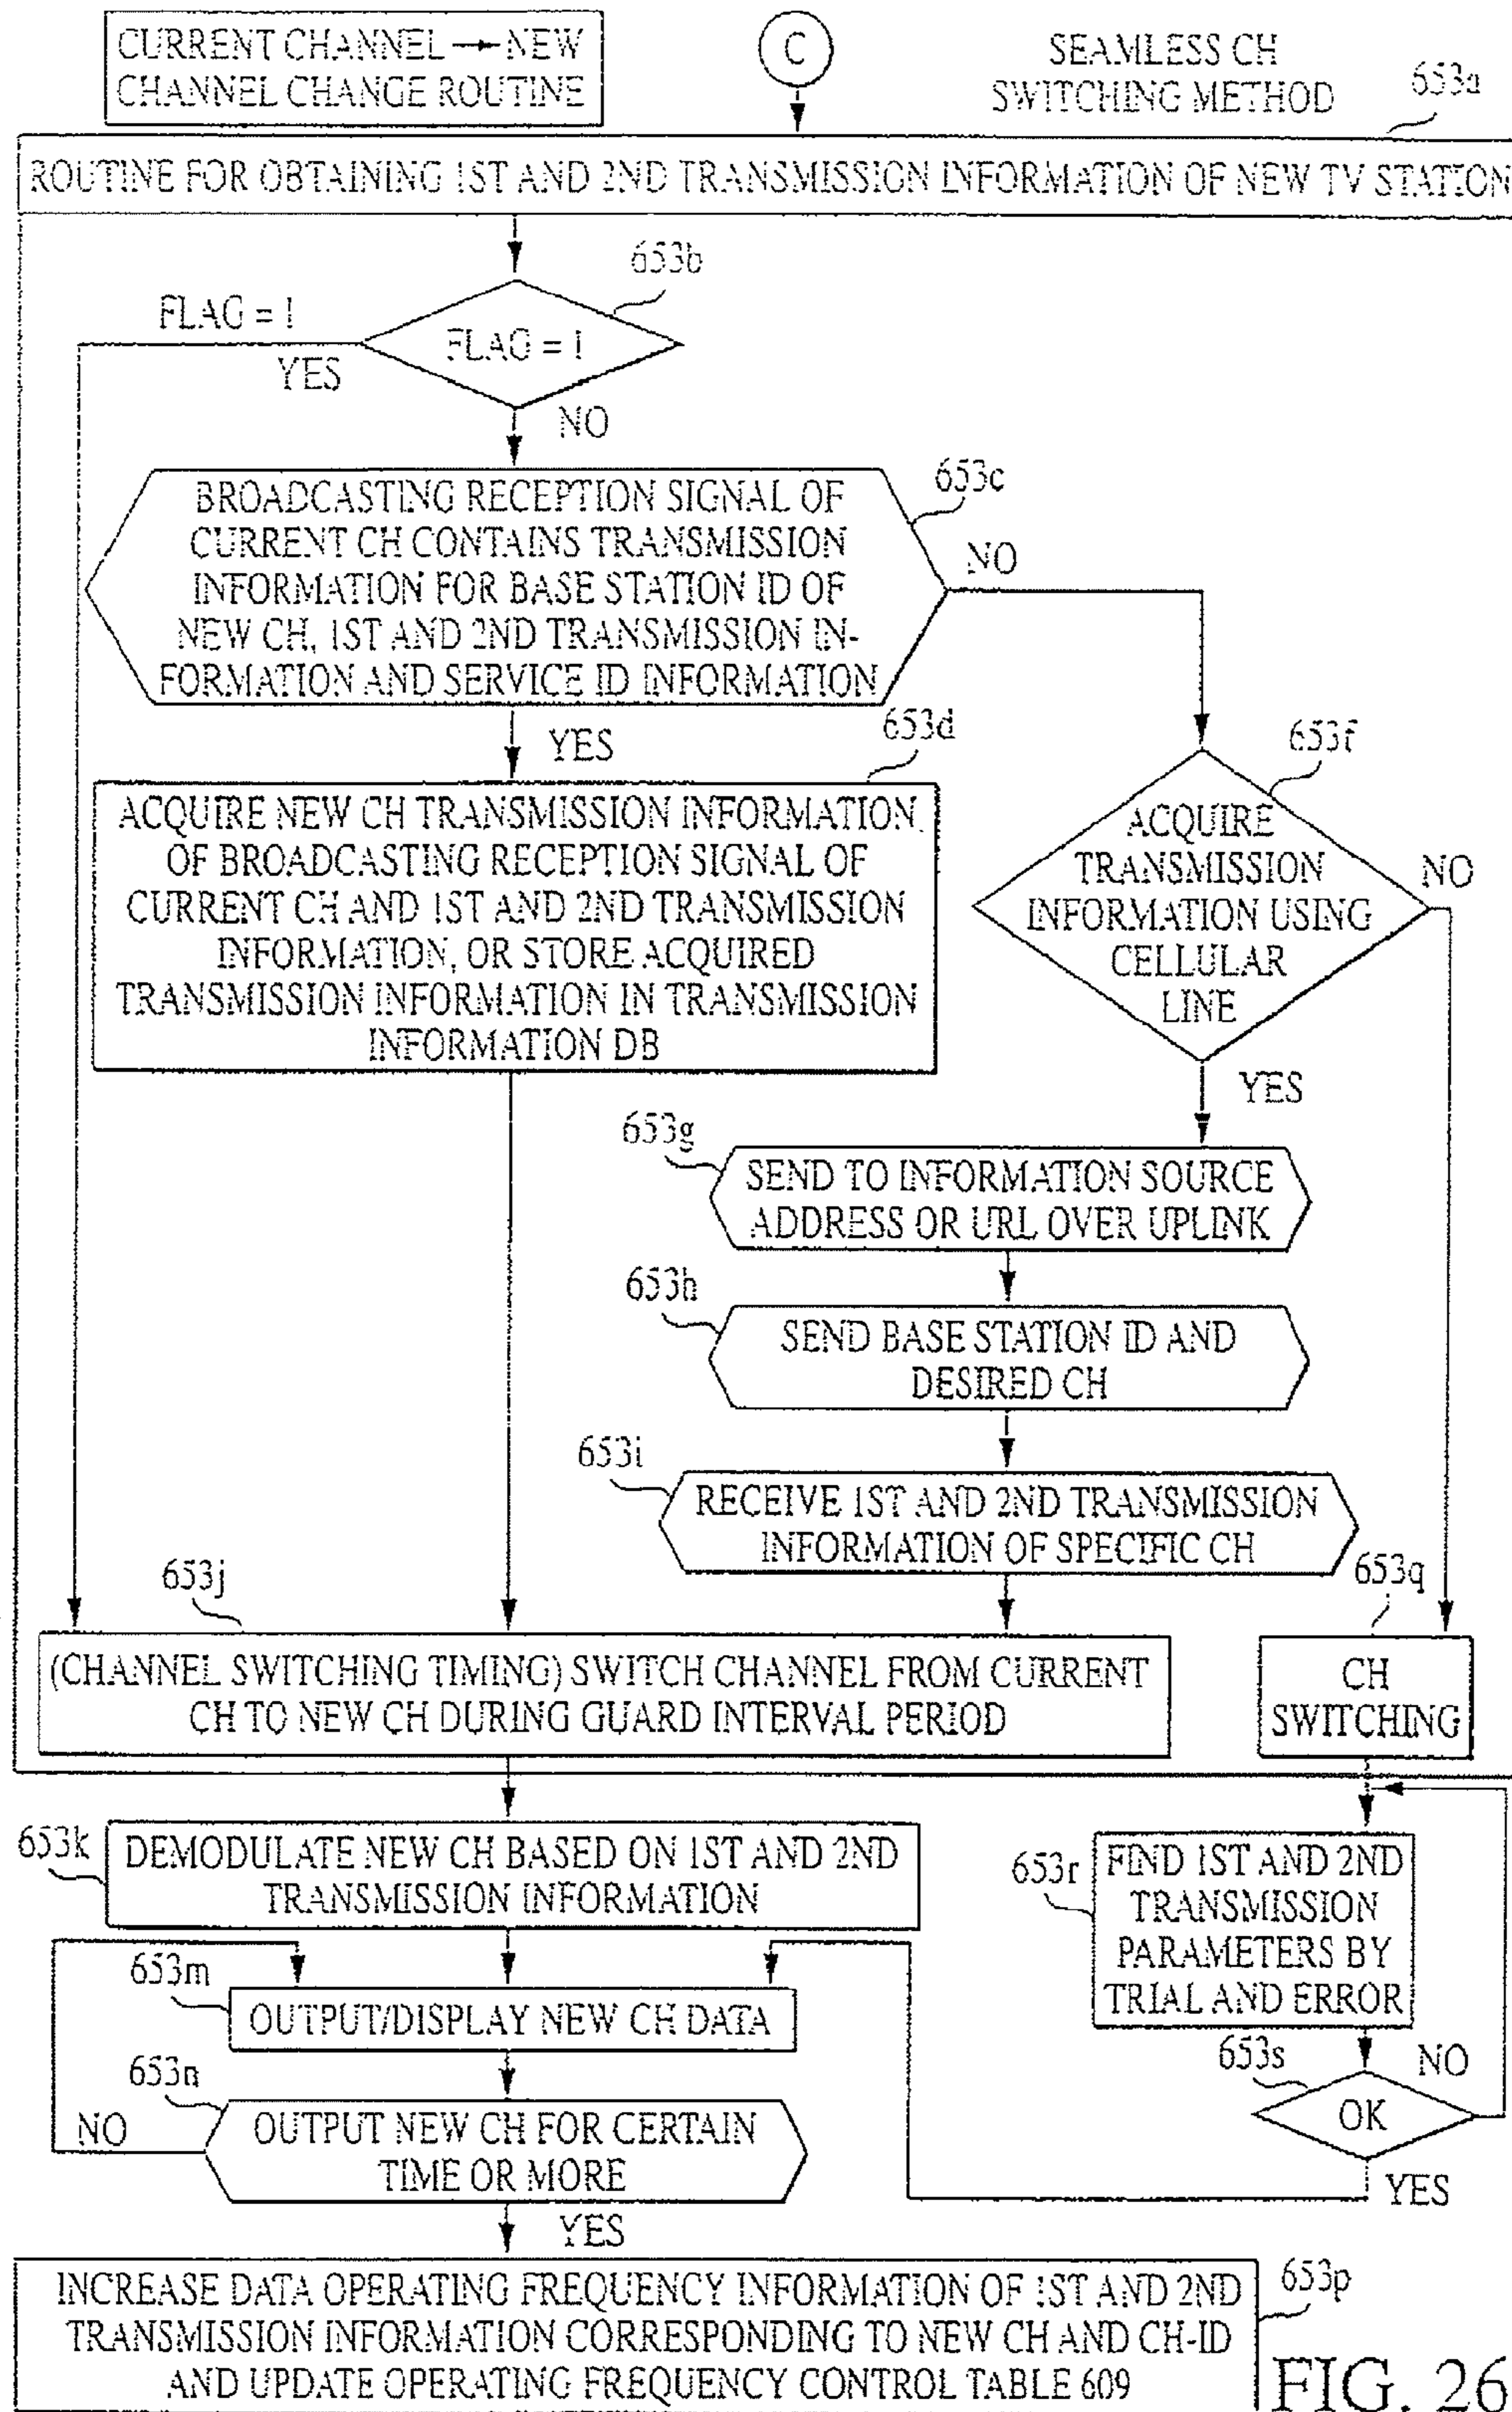 CURRENT CHANNEL → NEW
CHANNEL CHANGE ROUTINE
C
SEAMLESS CH
SWITCHING METHOD
653a
ROUTINE FOR OBTAINING 1ST AND 2ND TRANSMISSION INFORMATION OF NEW TV STATION
653b
FLAG = 1
FLAG = 1
YES
NO
653c
BROADCASTING RECEPTION SIGNAL OF
CURRENT CH CONTAINS TRANSMISSION
INFORMATION FOR BASE STATION ID OF
NEW CH, 1ST AND 2ND TRANSMISSION IN-
FORMATION AND SERVICE ID INFORMATION
NO
YES
653d
653f
ACQUIRE NEW CH TRANSMISSION INFORMATION
OF BROADCASTING RECEPTION SIGNAL OF
CURRENT CH AND 1ST AND 2ND TRANSMISSION
INFORMATION, OR STORE ACQUIRED
TRANSMISSION INFORMATION IN TRANSMISSION
INFORMATION DB
ACQUIRE
TRANSMISSION
INFORMATION USING
CELLULAR
LINE
NO
YES
653g
SEND TO INFORMATION SOURCE
ADDRESS OR URL OVER UPLINK
653h
SEND BASE STATION ID AND
DESIRED CH
653i
RECEIVE 1ST AND 2ND TRANSMISSION
INFORMATION OF SPECIFIC CH
653j
653q
(CHANNEL SWITCHING TIMING) SWITCH CHANNEL FROM CURRENT
CH TO NEW CH DURING GUARD INTERVAL PERIOD
CH
SWITCHING
653k
DEMODULATE NEW CH BASED ON 1ST AND 2ND
TRANSMISSION INFORMATION
653r
FIND 1ST AND 2ND
TRANSMISSION
PARAMETERS BY
TRIAL AND ERROR
653m
OUTPUT/DISPLAY NEW CH DATA
653s
NO
OK
YES
653n
NO
OUTPUT NEW CH FOR CERTAIN
TIME OR MORE
YES
653p
INCREASE DATA OPERATING FREQUENCY INFORMATION OF 1ST AND 2ND
TRANSMISSION INFORMATION CORRESPONDING TO NEW CH AND CH-ID
AND UPDATE OPERATING FREQUENCY CONTROL TABLE 609
FIG. 26